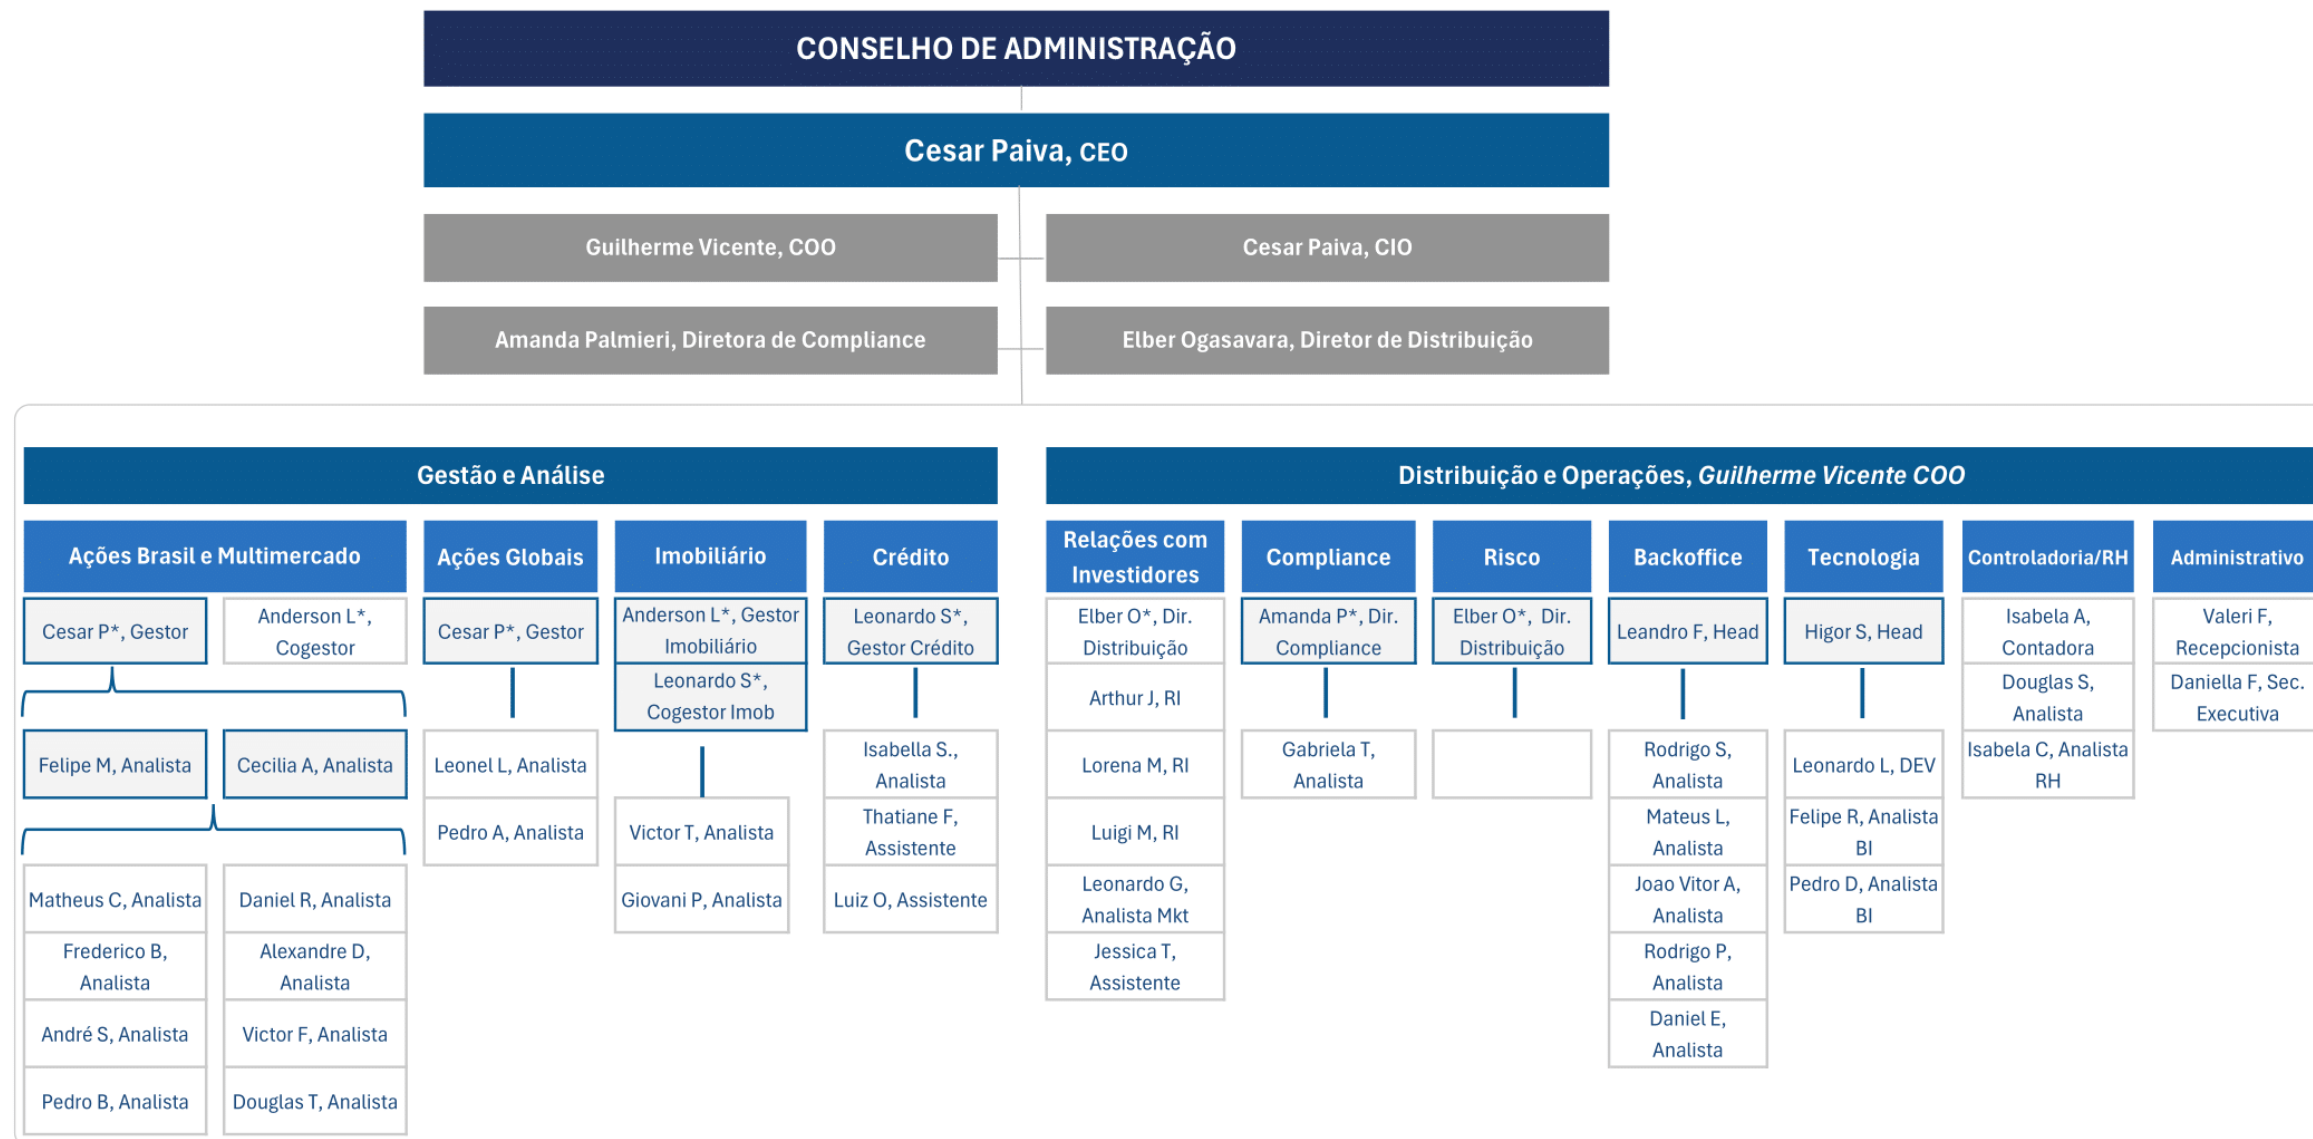 CONSELHO DE ADMINISTRAÇÃO
Cesar Paiva, CEO
Guilherme Vicente, COO
Cesar Paiva, CIO
Amanda Palmieri, Diretora de Compliance
Elber Ogasavara, Diretor de Distribuição
Gestão e Análise
Ações Brasil e Multimercado
Cesar P*, Gestor
Anderson L*,
Cogestor
Felipe M, Analista
Cecilia A, Analista
Matheus C, Analista
Daniel R, Analista
Frederico B,
Analista
Alexandre D,
Analista
André S, Analista
Victor F, Analista
Pedro B, Analista
Douglas T, Analista
Ações Globais
Cesar P*, Gestor
Leonel L, Analista
Pedro A, Analista
Imobiliário
Anderson L*, Gestor
Imobiliário
Leonardo S*,
Cogestor Imob
Victor T, Analista
Giovani P, Analista
Crédito
Leonardo S*,
Gestor Crédito
Isabella S.,
Analista
Thatiane F,
Assistente
Luiz O, Assistente
Distribuição e Operações, Guilherme Vicente COO
Relações com
Investidores
Elber O*, Dir.
Distribuição
Arthur J, RI
Lorena M, RI
Luigi M, RI
Leonardo G,
Analista Mkt
Jessica T,
Assistente
Compliance
Amanda P*, Dir.
Compliance
Gabriela T,
Analista
Risco
Elber O*, Dir.
Distribuição
Backoffice
Leandro F, Head
Rodrigo S,
Analista
Mateus L,
Analista
Joao Vitor A,
Analista
Rodrigo P,
Analista
Daniel E,
Analista
Tecnologia
Higor S, Head
Leonardo L, DEV
Felipe R, Analista
BI
Pedro D, Analista
BI
Controladoria/RH
Isabela A,
Contadora
Douglas S,
Analista
Isabela C, Analista
RH
Administrativo
Valeri F,
Recepcionista
Daniella F, Sec.
Executiva